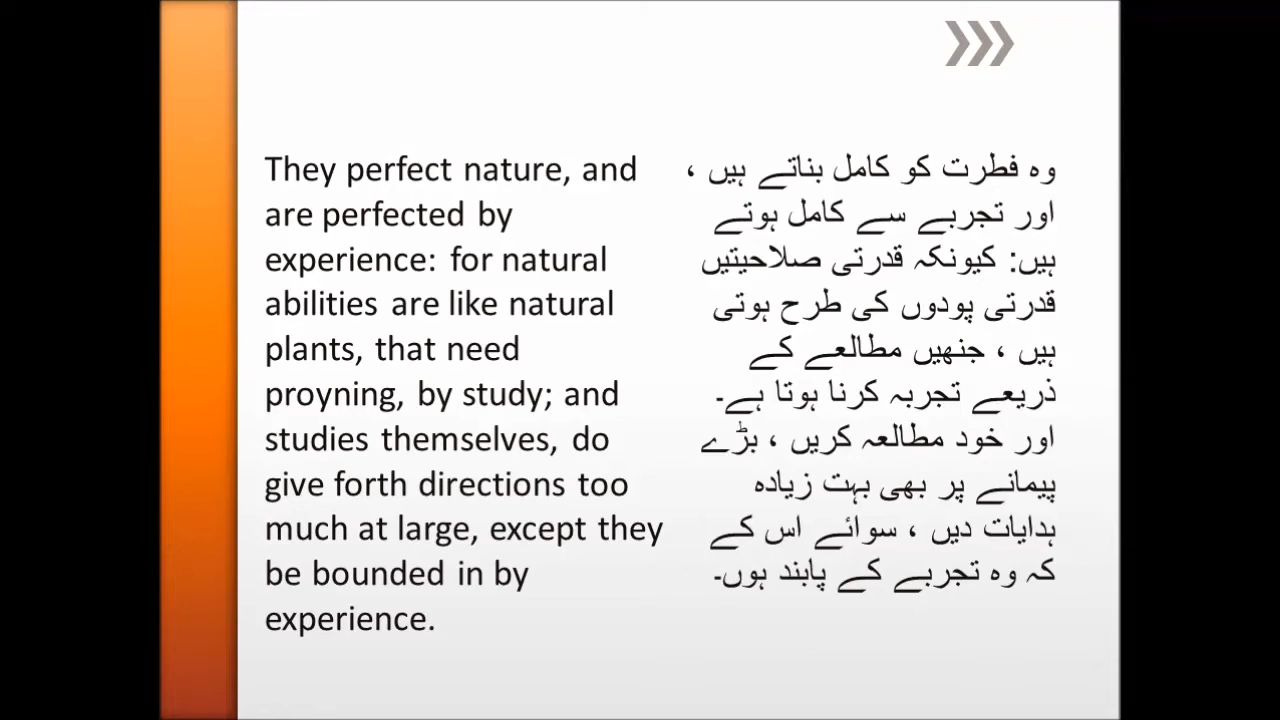 They perfect nature, and
are perfected by
experience: for natural
abilities are like natural
plants, that need
proyning, by study; and
studies themselves, do
give forth directions too
much at large, except they
be bounded in by
experience.
وہ فطرت کو کامل بناتے ہیں ،
اور تجربے سے کامل ہوتے
ہیں: کیونکہ قدرتی صلاحیتیں
قدرتی پودوں کی طرح ہوتی
ہیں ، جنھیں مطالعے کے
ذریعے تجربہ کرنا ہوتا ہے۔
اور خود مطالعہ کریں ، بڑے
پیمانے پر بھی بہت زیادہ
ہدایات دیں ، سوائے اس کے
کہ وہ تجربے کے پابند ہوں۔